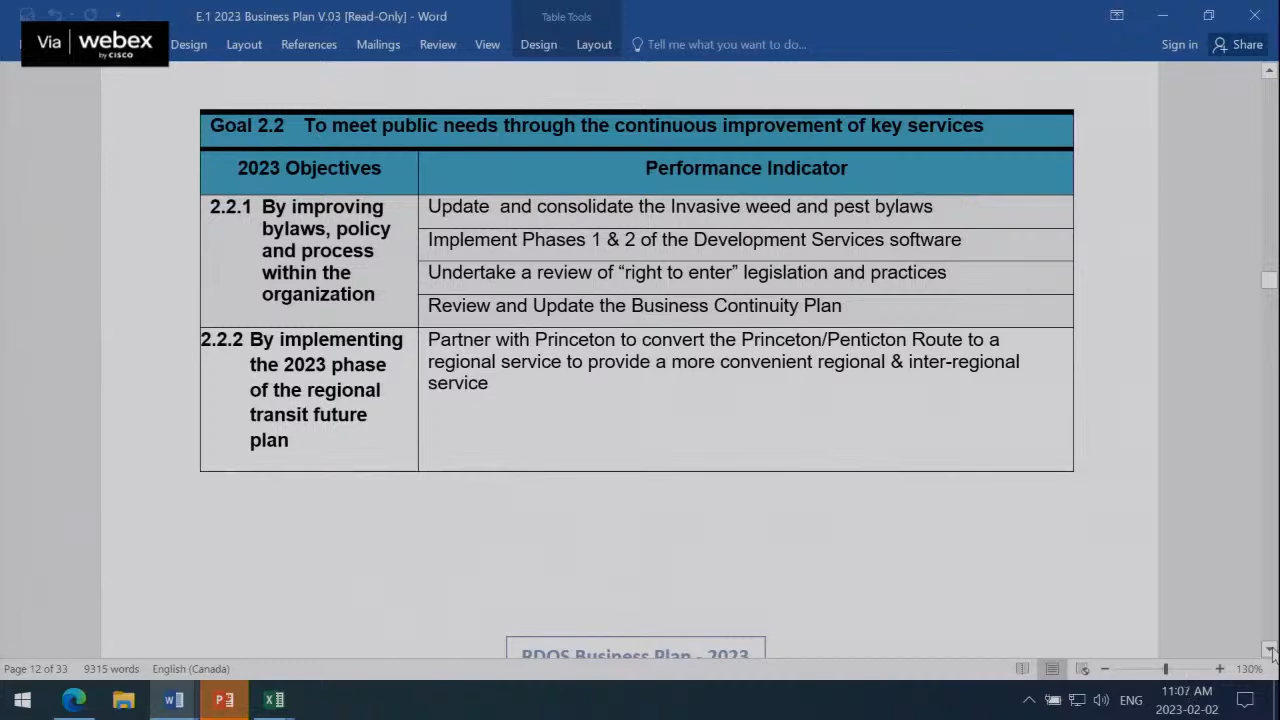 E.1 2023 Business Plan V.03 [Read-Only] - Word
Table Tools
Via webex
by CISCO
Design Layout References Mailings Review View Design Layout Tell me what you want to do... Sign in Share
Goal 2.2 To meet public needs through the continuous improvement of key services
2023 Objectives Performance Indicator
2.2.1 By improving
bylaws, policy
and process
within the
organization
Update and consolidate the Invasive weed and pest bylaws
Implement Phases 1 & 2 of the Development Services software
Undertake a review of “right to enter” legislation and practices
Review and Update the Business Continuity Plan
2.2.2 By implementing
the 2023 phase
of the regional
transit future
plan
Partner with Princeton to convert the Princeton/Penticton Route to a
regional service to provide a more convenient regional & inter-regional
service
RDOS Business Plan - 2023
Page 12 of 33 9315 words English (Canada) 130%
ENG
11:07 AM
2023-02-02